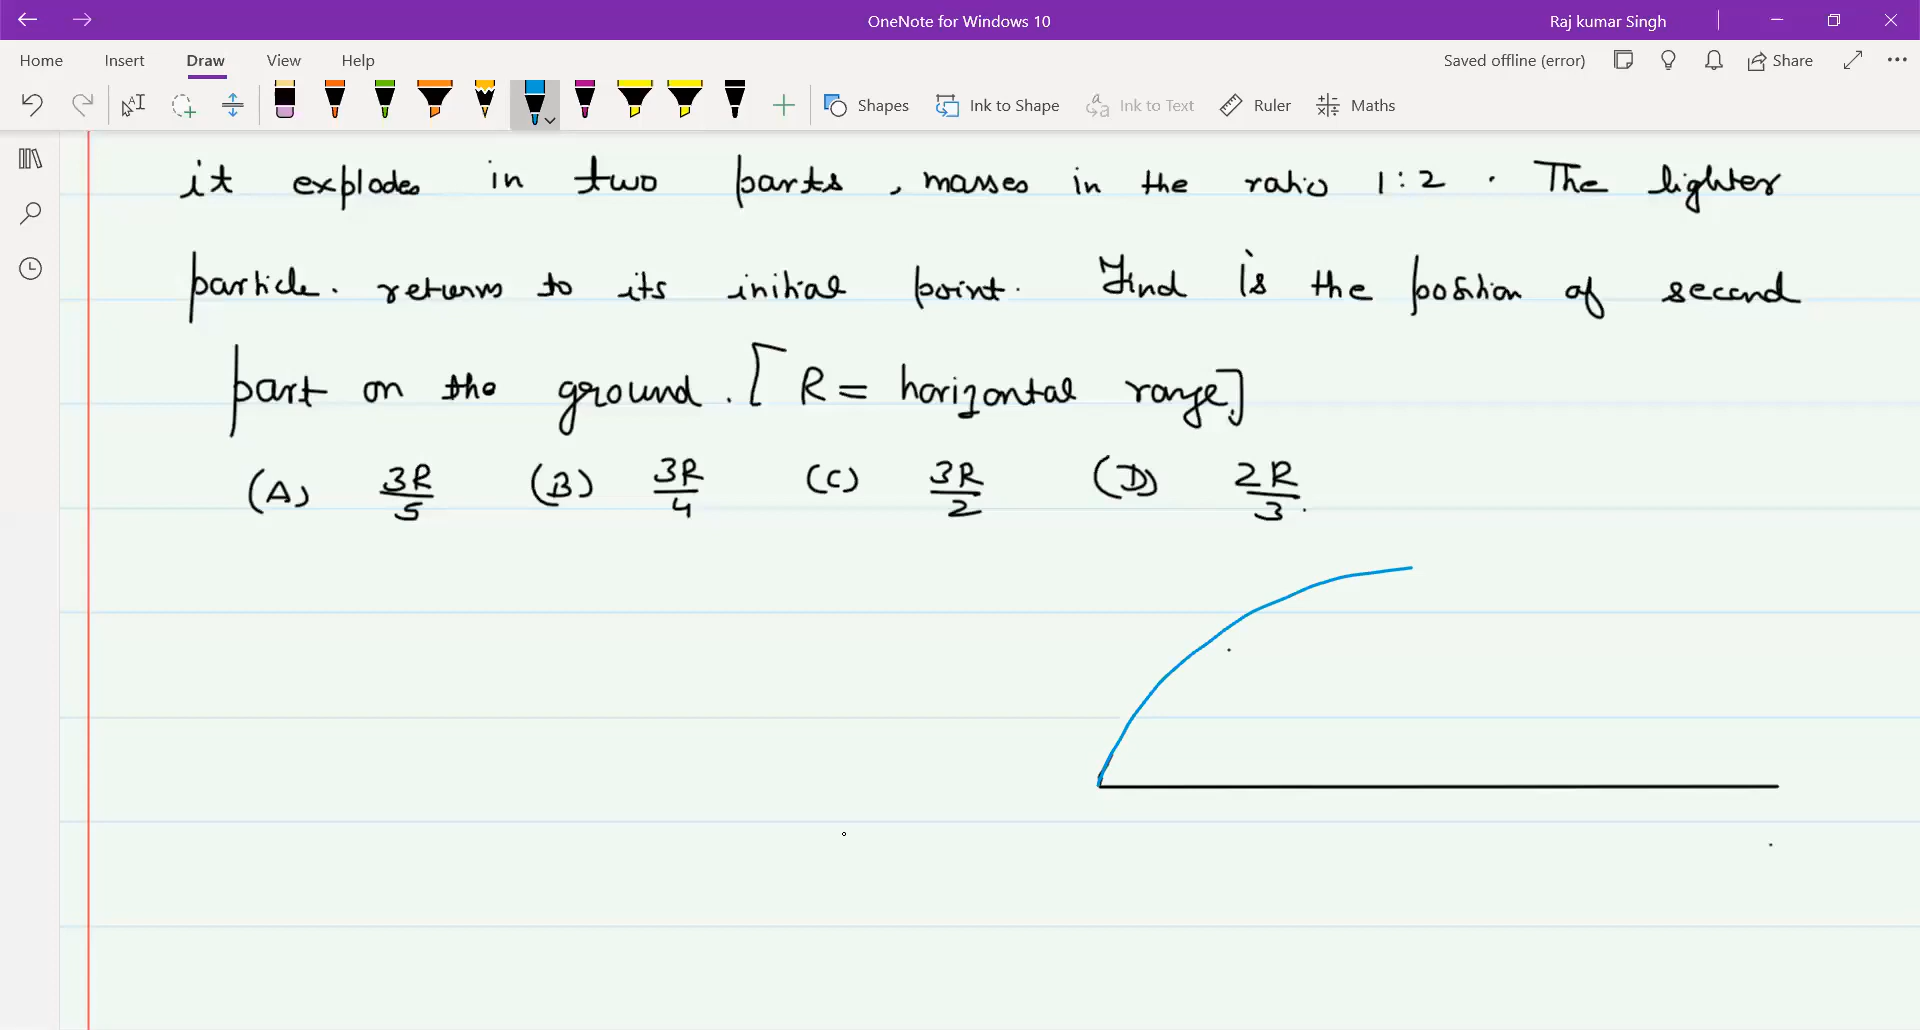 OneNote for Windows 10
Raj kumar Singh
Home Insert Draw View Help
Saved offline (error) Share
Shapes Ink to Shape Ink to Text Ruler Maths
it explodes in two parts, masses in the ratio 1:2. The lighter
particle. returns to its initial point. Find is the position of second
part on the ground. [R = horizontal range]
(A) 3R/5 (B) 3R/4 (C) 3R/2 (D) 2R/3.